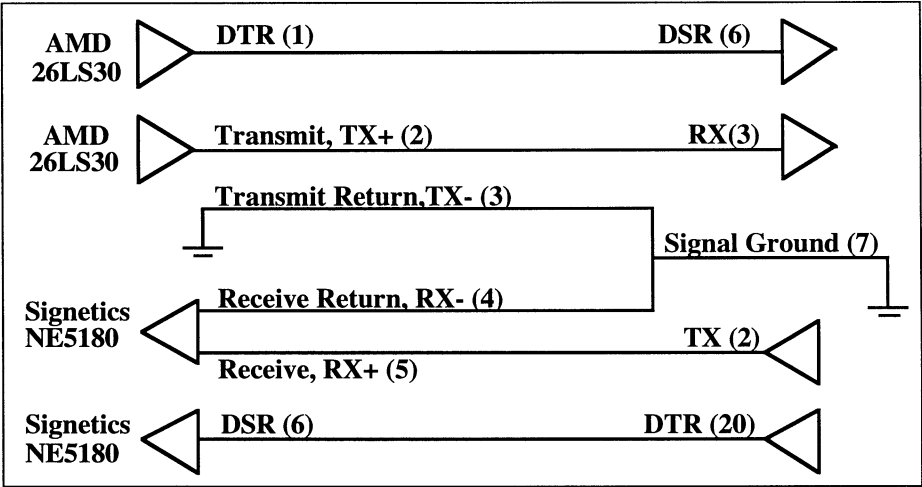 AMD
26LS30
DTR (1)
DSR (6)
AMD
26LS30
Transmit, TX+ (2)
RX(3)
Transmit Return,TX- (3)
Signal Ground (7)
Signetics
NE5180
Receive Return, RX- (4)
TX (2)
Receive, RX+ (5)
Signetics
NE5180
DSR (6)
DTR (20)